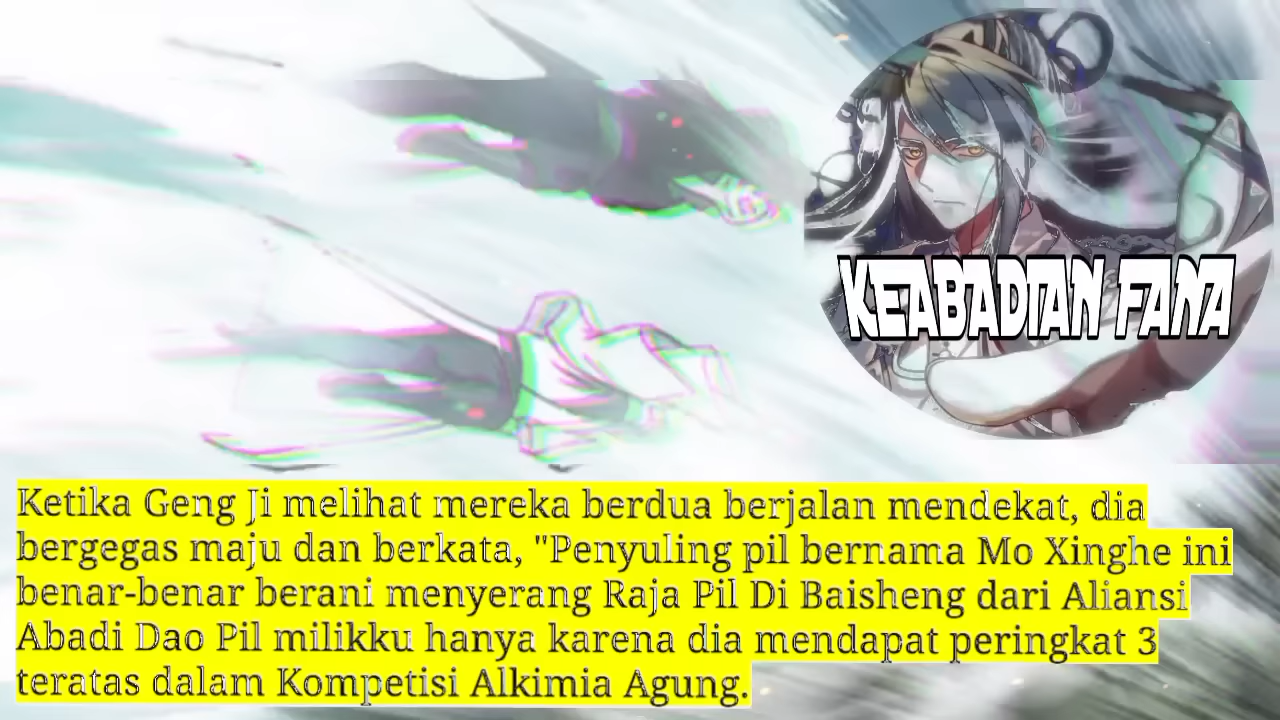 KEABADIAN FANA
Ketika Geng Ji melihat mereka berdua berjalan mendekat, dia
bergegas maju dan berkata, "Penyuling pil bernama Mo Xinghe ini
benar-benar berani menyerang Raja Pil Di Baisheng dari Aliansi
Abadi Dao Pil milikku hanya karena dia mendapat peringkat 3
teratas dalam Kompetisi Alkimia Agung.